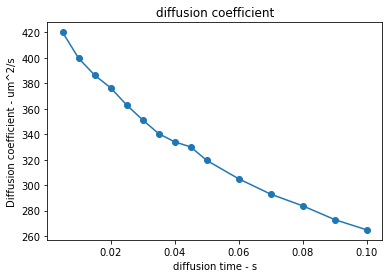 diffusion coefficient
Diffusion coefficient - um^2/s
420
400
380
360
340
320
300
280
260
0.02 0.04 0.06 0.08 0.10
diffusion time - s